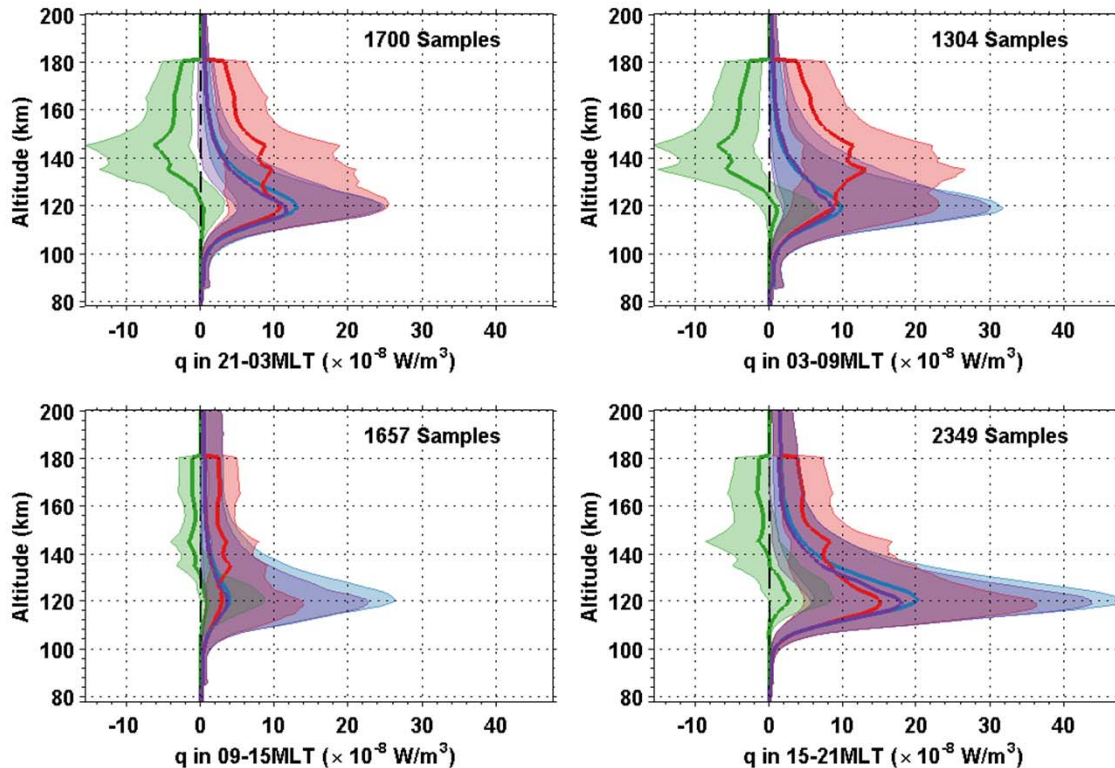 200
180
160
140
120
100
80
Altitude (km)
1700 Samples
-10 0 10 20 30 40
q in 21-03MLT (× 10⁻⁸ W/m³)
200
180
160
140
120
100
80
Altitude (km)
1304 Samples
-10 0 10 20 30 40
q in 03-09MLT (× 10⁻⁸ W/m³)
200
180
160
140
120
100
80
Altitude (km)
1657 Samples
-10 0 10 20 30 40
q in 09-15MLT (× 10⁻⁸ W/m³)
200
180
160
140
120
100
80
Altitude (km)
2349 Samples
-10 0 10 20 30 40
q in 15-21MLT (× 10⁻⁸ W/m³)